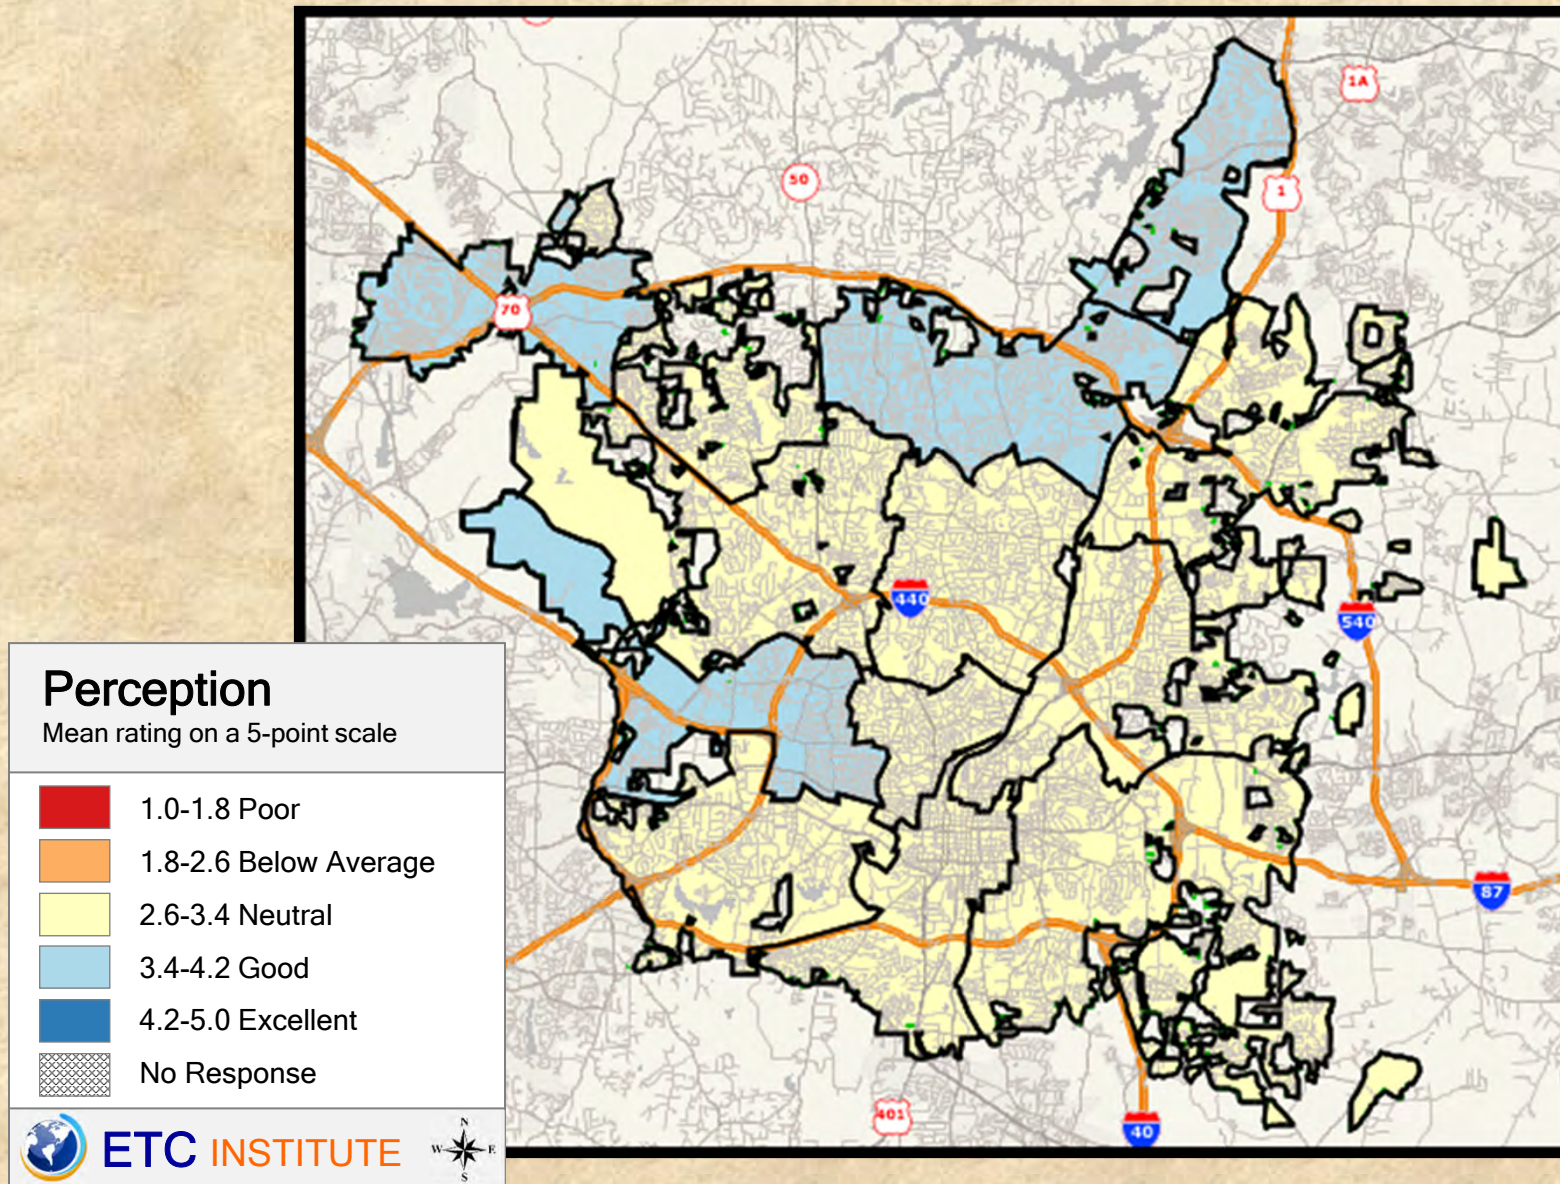 1A
50
1
70
440
540
87
401
40
Perception
Mean rating on a 5-point scale
1.0-1.8 Poor
1.8-2.6 Below Average
2.6-3.4 Neutral
3.4-4.2 Good
4.2-5.0 Excellent
No Response
ETC INSTITUTE
N
W E
S